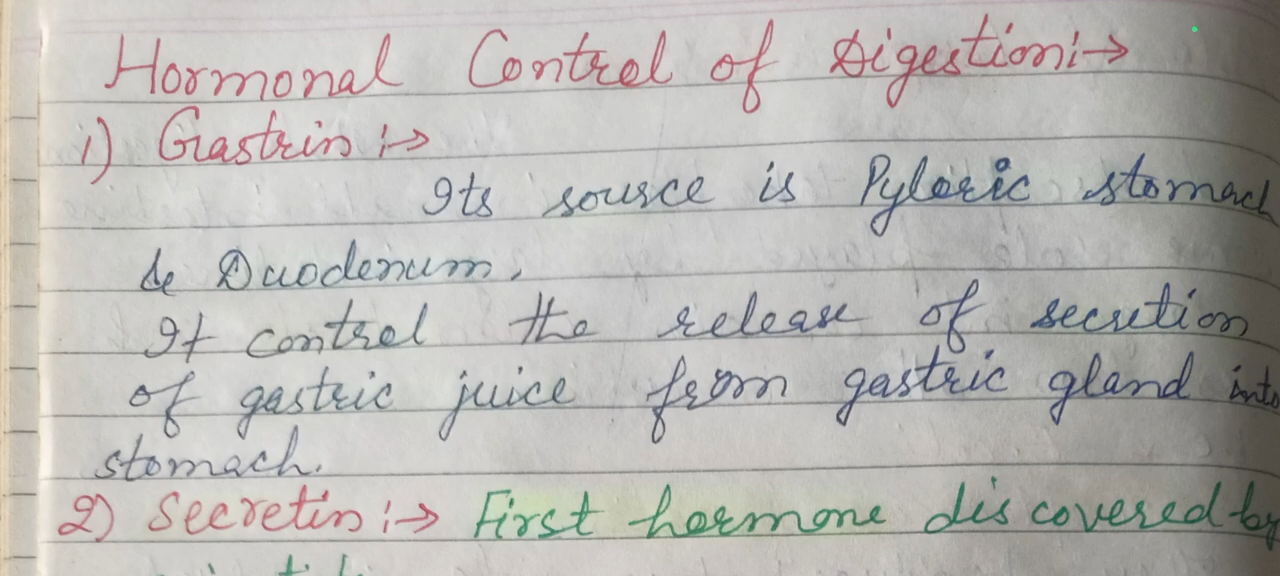 Hormonal Control of Digestion:→
1) Gastrin :→
Its source is Pyloric stomach
& Duodenum.
It control the release of secretion
of gastric juice from gastric gland into
stomach.
2) Secretin :→ First hormone discovered by